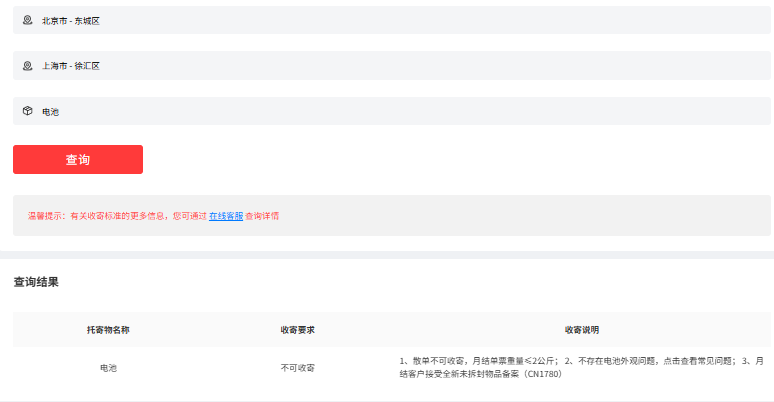 北京市 - 东城区
上海市 - 徐汇区
电池
查询
温馨提示：有关收寄标准的更多信息，您可通过 在线客服 查询详情
查询结果
托寄物名称 收寄要求 收寄说明
电池 不可收寄 1、散单不可收寄，月结单票重量≤2公斤； 2、不存在电池外观问题，点击查看常见问题； 3、月
结客户接受全新未拆封物品备案（CN1780）